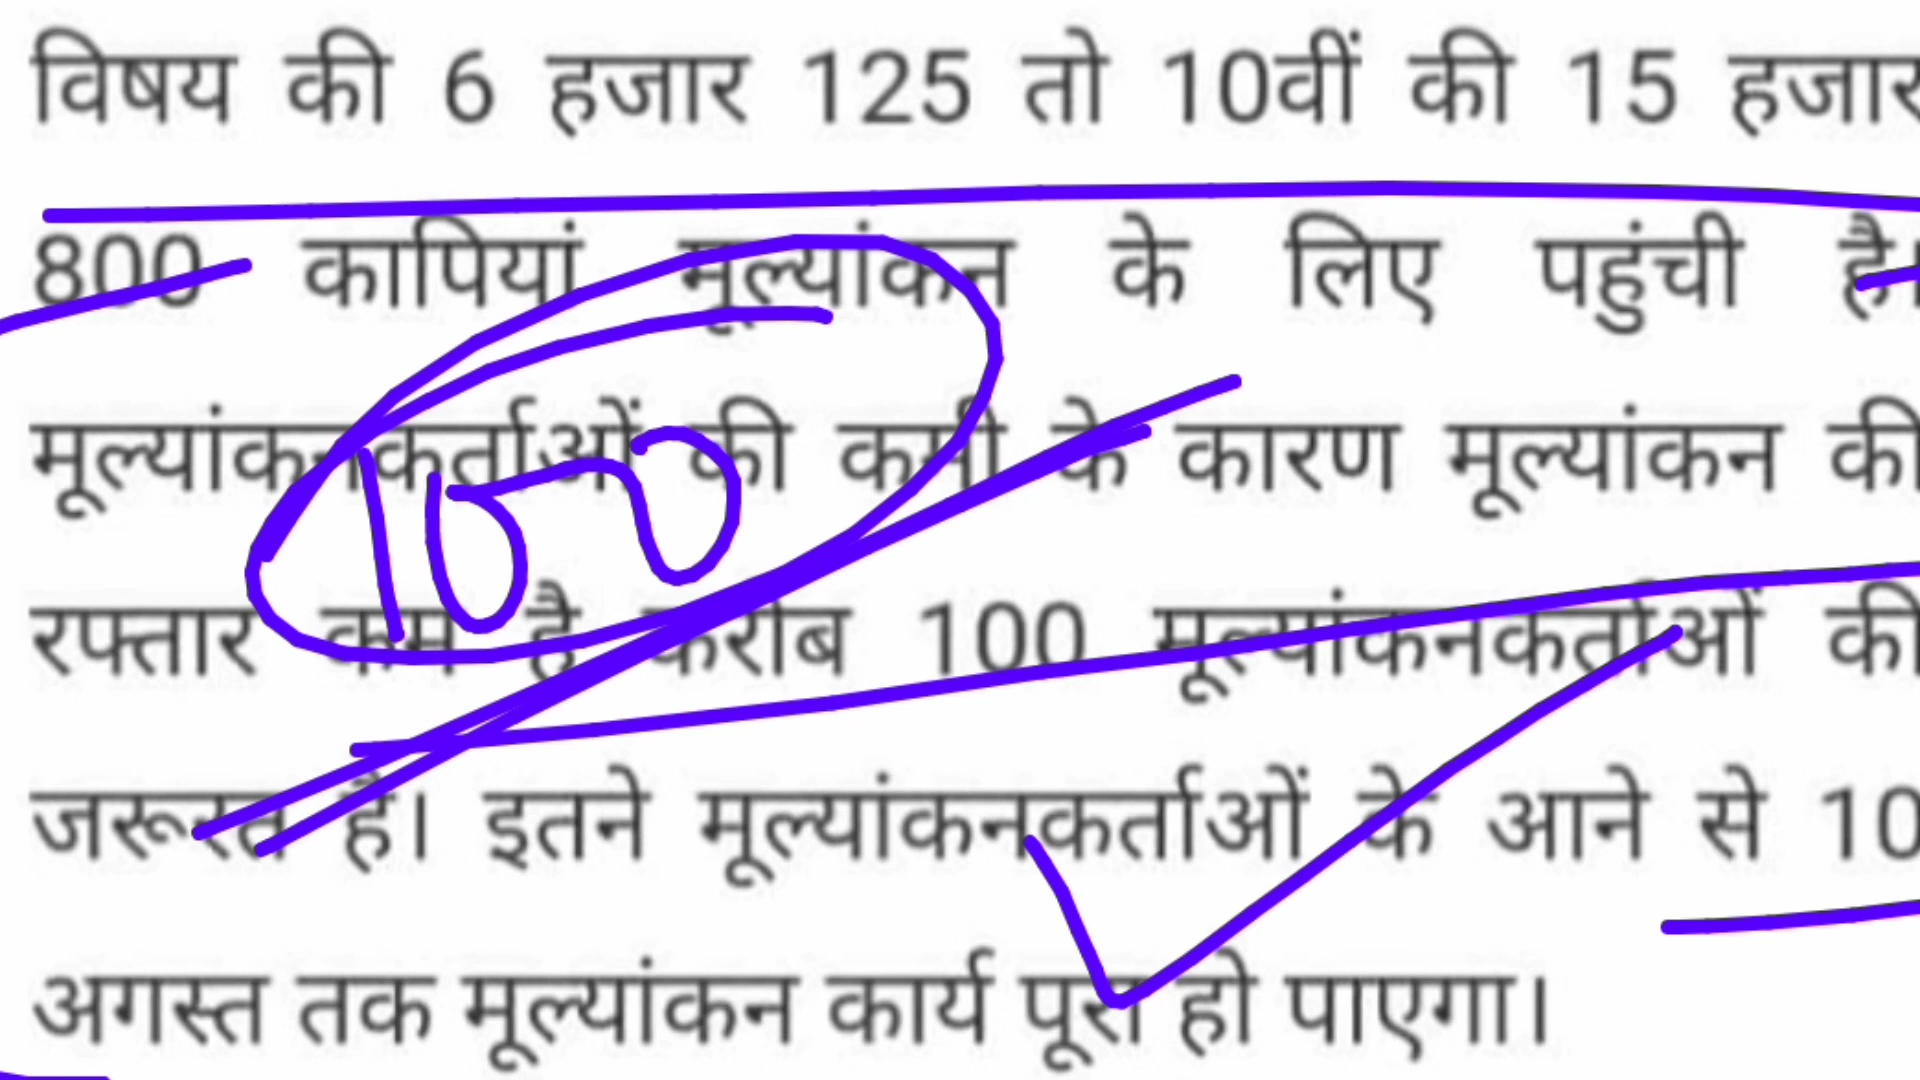 विषय की 6 हजार 125 तो 10वीं की 15 हजार
800 कापियां मूल्यांकन के लिए पहुंची है।
मूल्यांकनकर्ताओं की कमी के कारण मूल्यांकन की
100
रफ्तार कम है करीब 100 मूल्यांकनकर्ताओं की
जरूरत है। इतने मूल्यांकनकर्ताओं के आने से 10
अगस्त तक मूल्यांकन कार्य पूरा हो पाएगा।